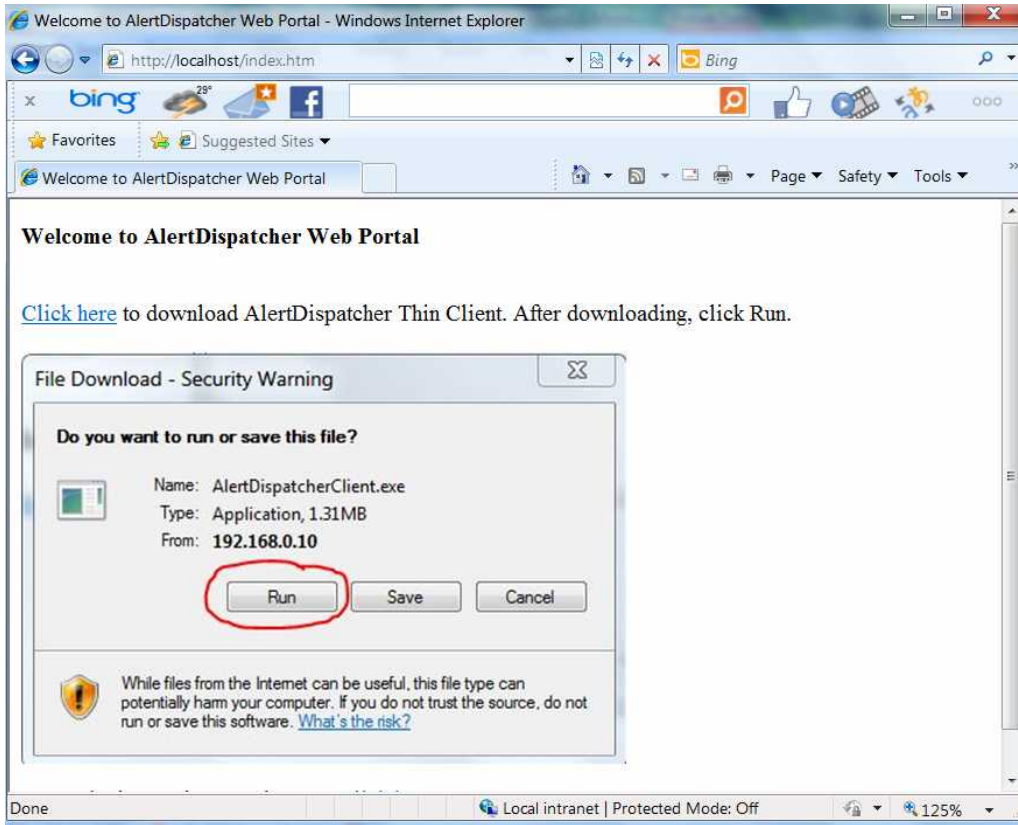 Welcome to AlertDispatcher Web Portal - Windows Internet Explorer
http://localhost/index.htm
Bing
x bing 29°
Favorites Suggested Sites
Welcome to AlertDispatcher Web Portal
Page Safety Tools
Welcome to AlertDispatcher Web Portal
Click here to download AlertDispatcher Thin Client. After downloading, click Run.
File Download - Security Warning
Do you want to run or save this file?
Name: AlertDispatcherClient.exe
Type: Application, 1.31MB
From: 192.168.0.10
Run Save Cancel
While files from the Internet can be useful, this file type can
potentially harm your computer. If you do not trust the source, do not
run or save this software. What's the risk?
Done Local intranet | Protected Mode: Off 125%